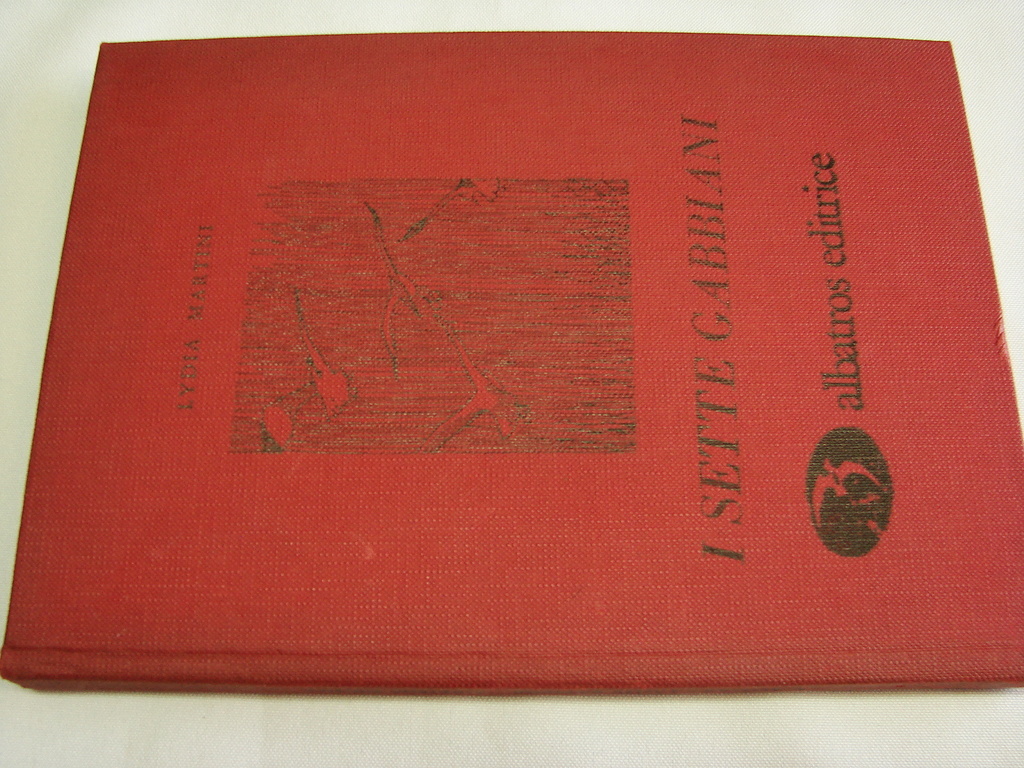 LYDIA MARTINI
I SETTE GABBIANI
albatros editrice